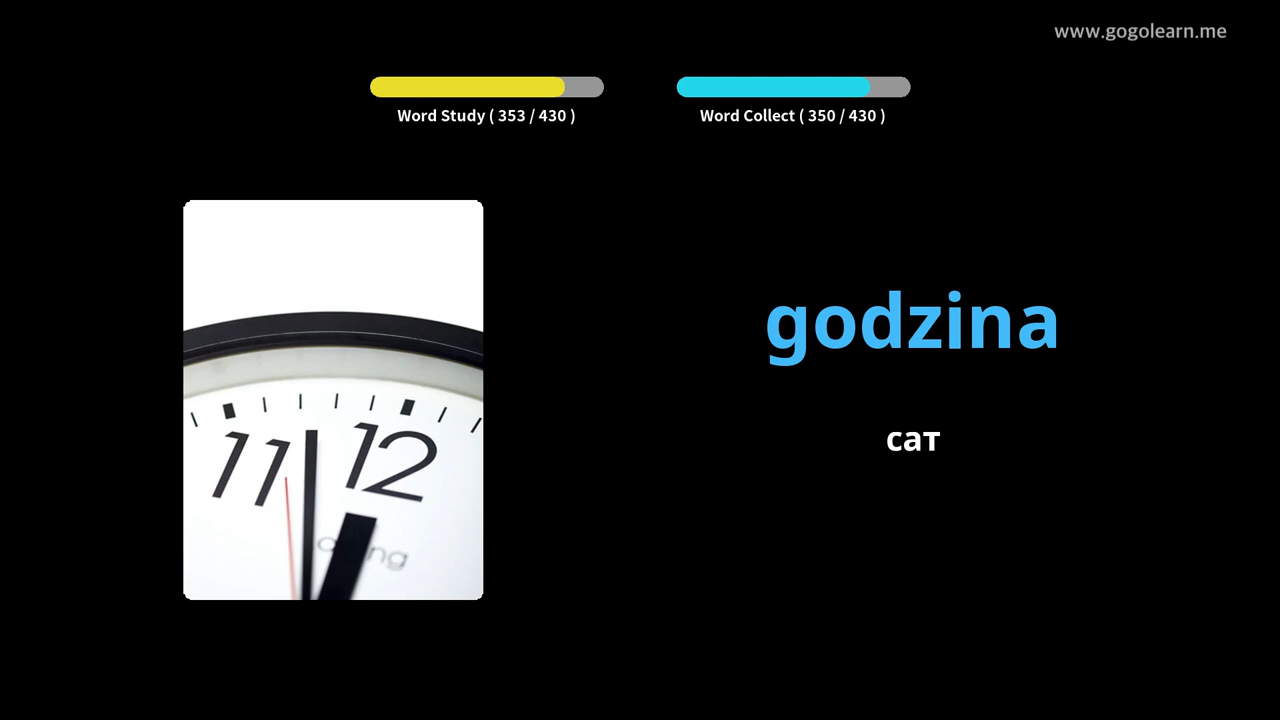 www.gogolearn.me
Word Study ( 353 / 430 )
Word Collect ( 350 / 430 )
godzina
сат
11
12